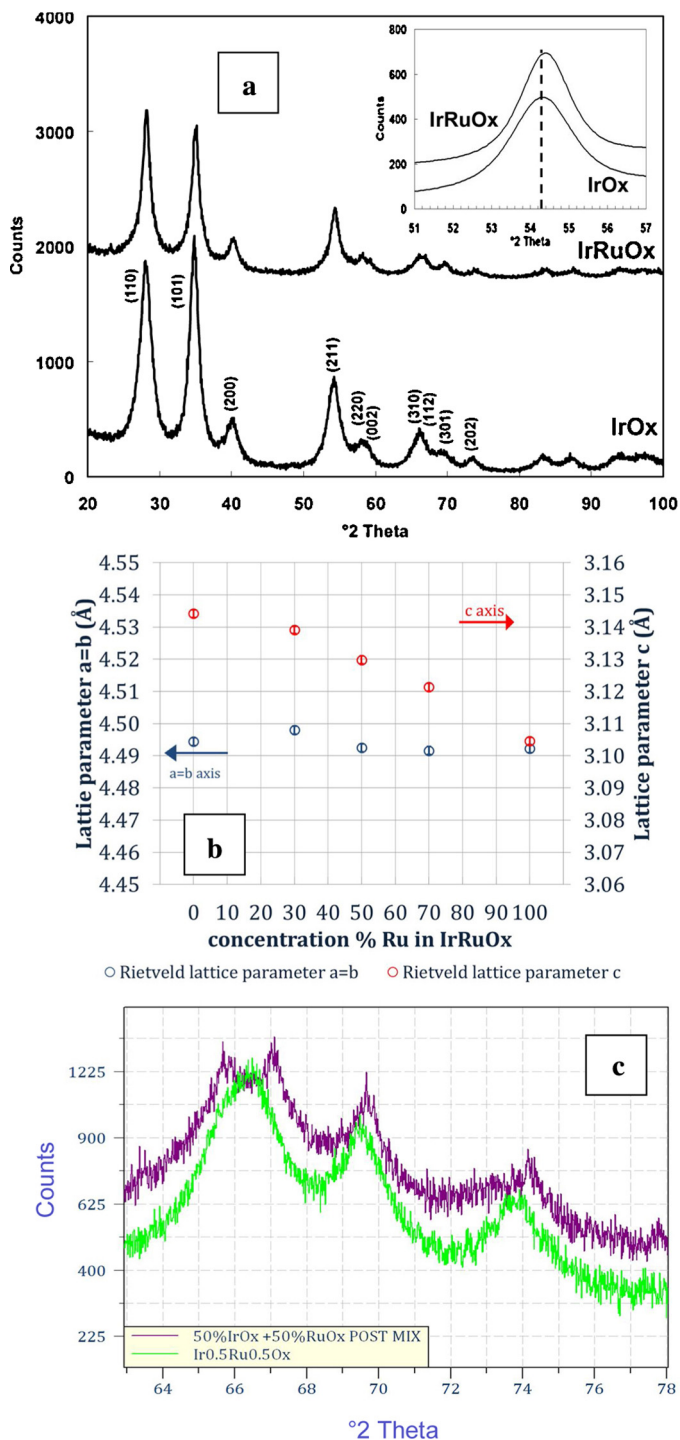 4000
a
Counts
3000
2000
1000
0
800
600
400
200
0
Counts
IrRuOx
IrOx
51 52 53 54 55 56 57
°2 Theta
IrRuOx
(110)
(101)
(200)
(211)
(220)
(002)
(310)
(112)
(301)
(202)
IrOx
20 30 40 50 60 70 80 90 100
°2 Theta
4.55
4.54
4.53
4.52
4.51
4.50
4.49
4.48
4.47
4.46
4.45
Lattie parameter a=b (Å)
c axis
a=b axis
b
3.16
3.15
3.14
3.13
3.12
3.11
3.10
3.09
3.08
3.07
3.06
Lattice parameter c (Å)
0 10 20 30 40 50 60 70 80 90 100
concentration % Ru in IrRuOx
Rietveld lattice parameter a=b Rietveld lattice parameter c
c
1225
900
625
400
225
Counts
50%IrOx +50%RuOx POST MIX
Ir0.5Ru0.5Ox
64 66 68 70 72 74 76 78
°2 Theta